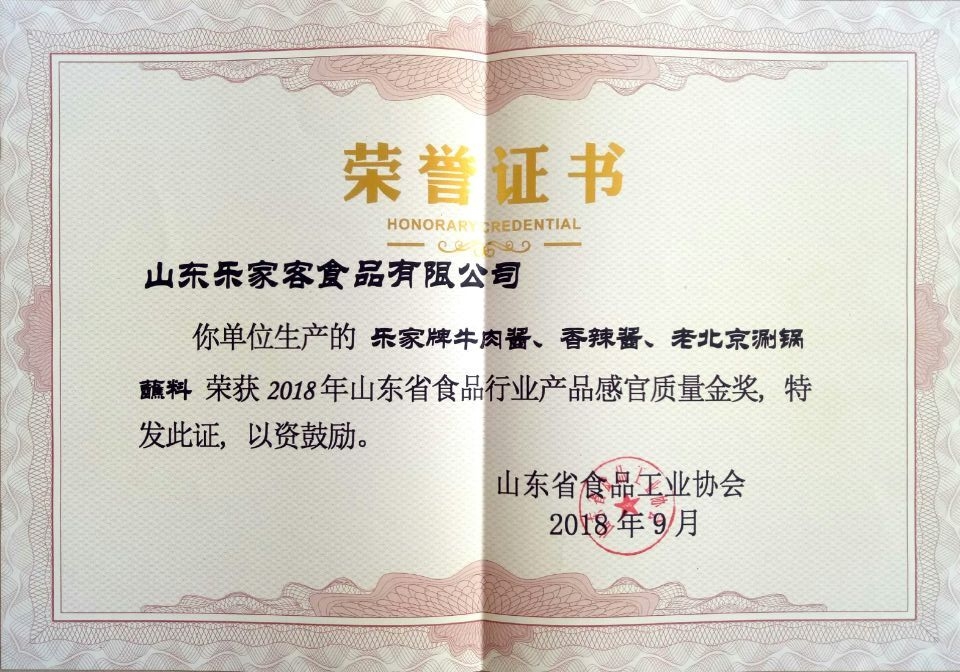 荣誉证书
HONORARY CREDENTIAL
山东乐家客食品有限公司
你单位生产的 乐家牌牛肉酱、香辣酱、老北京涮锅
蘸料 荣获 2018 年山东省食品行业产品感官质量金奖，特
发此证，以资鼓励。
山东省食品工业协会
2018 年 9 月